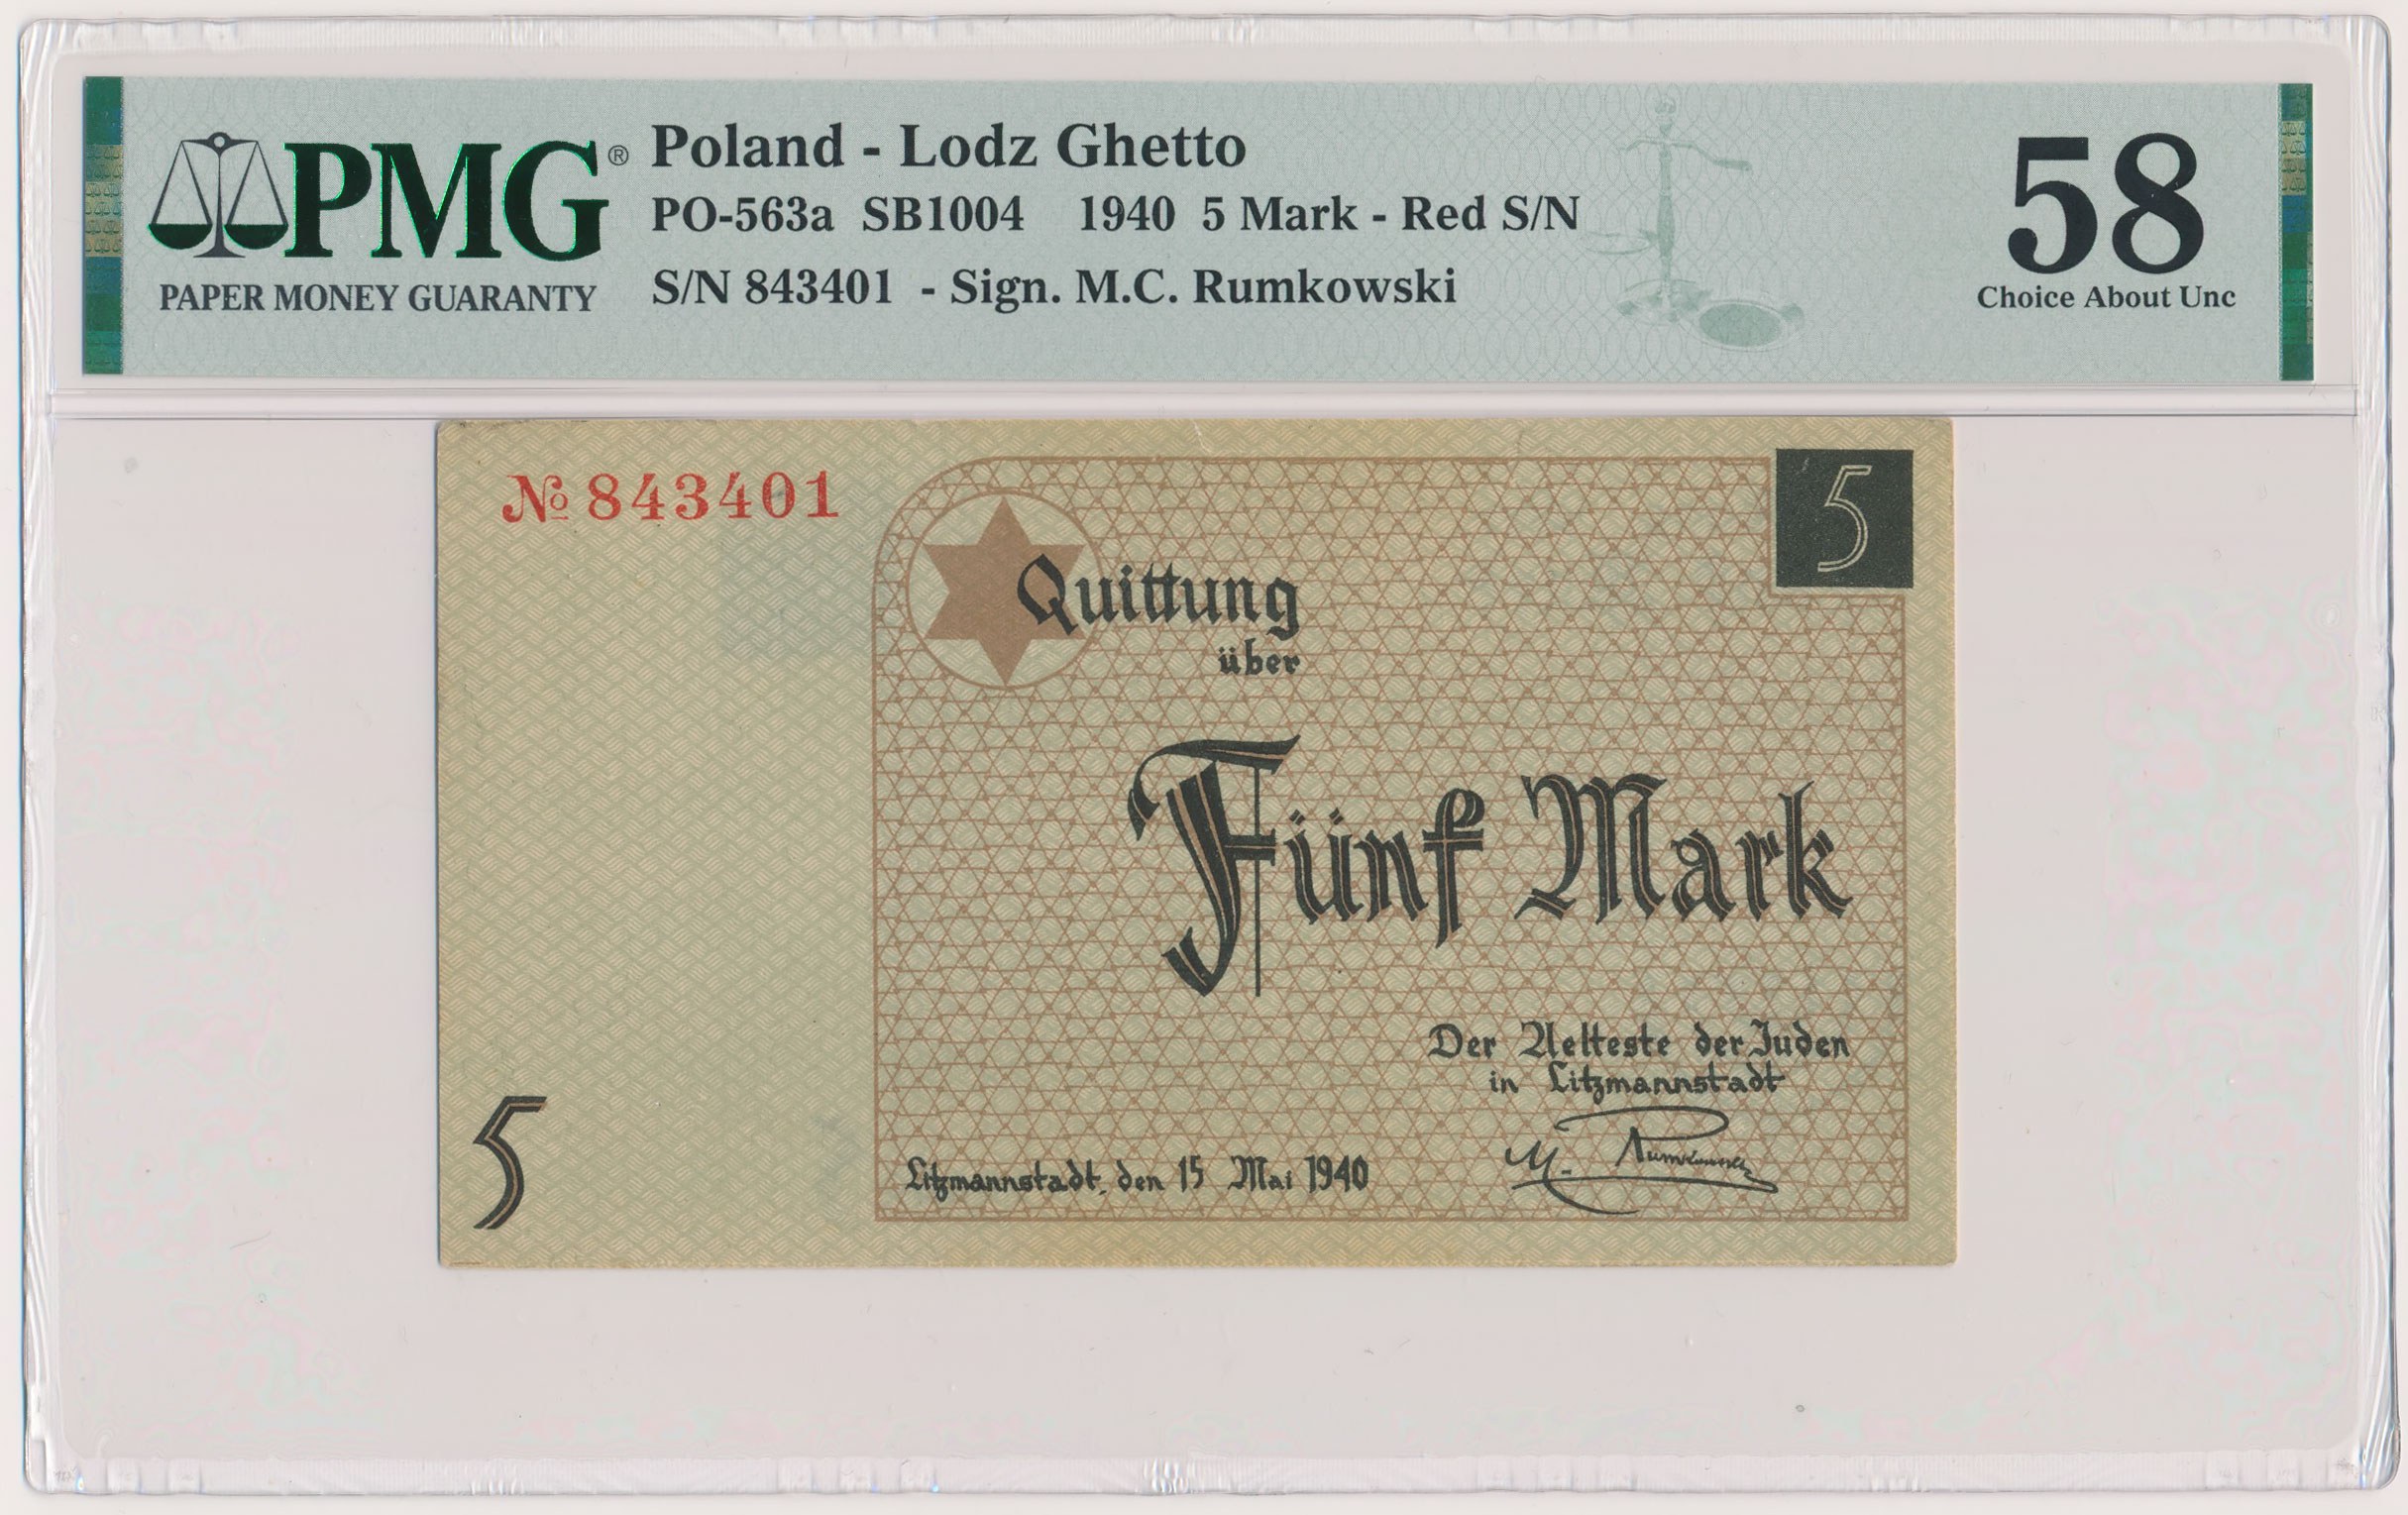 PMG®
PAPER MONEY GUARANTY
Poland - Lodz Ghetto
PO-563a SB1004 1940 5 Mark - Red S/N
S/N 843401 - Sign. M.C. Rumkowski
58
Choice About Unc
№ 843401
5
Quittung
über
Fünf Mark
Der Aelteste der Juden
in Litzmannstadt
M. Rumkowski
Litzmannstadt, den 15 Mai 1940
5